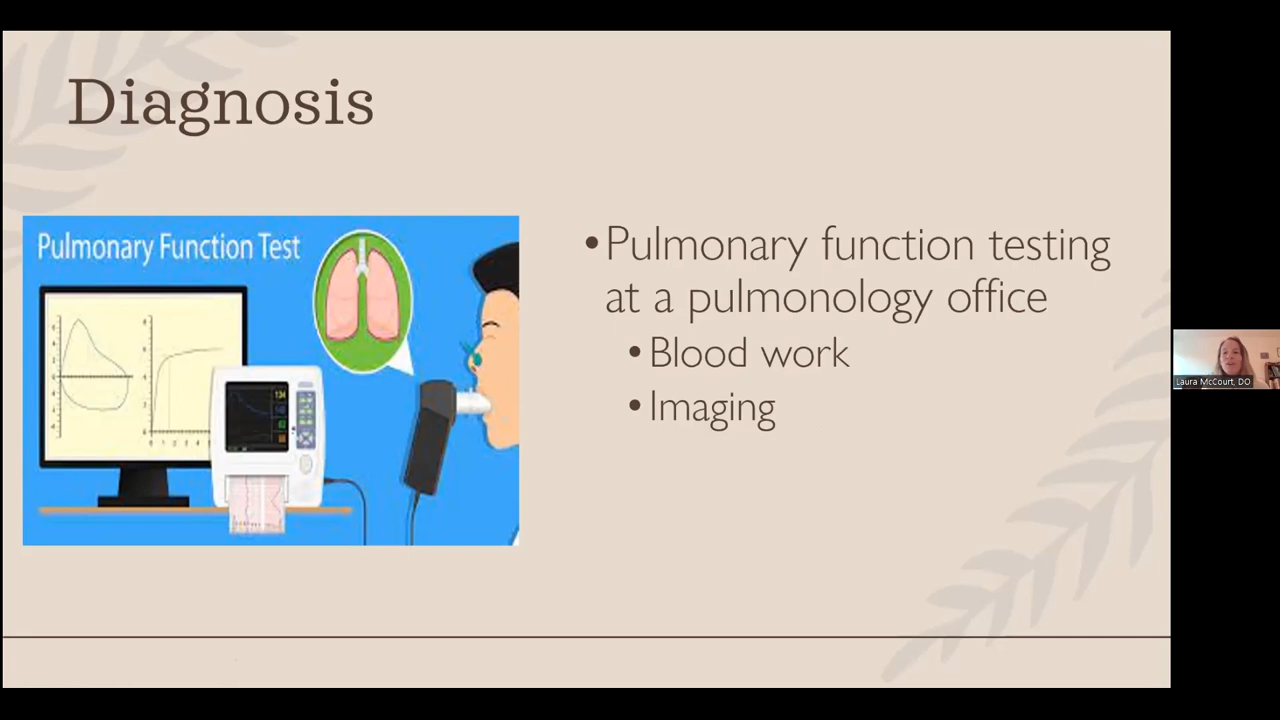 Diagnosis
Pulmonary Function Test
•Pulmonary function testing
at a pulmonology office
•Blood work
•Imaging
Laura McCourt, DO